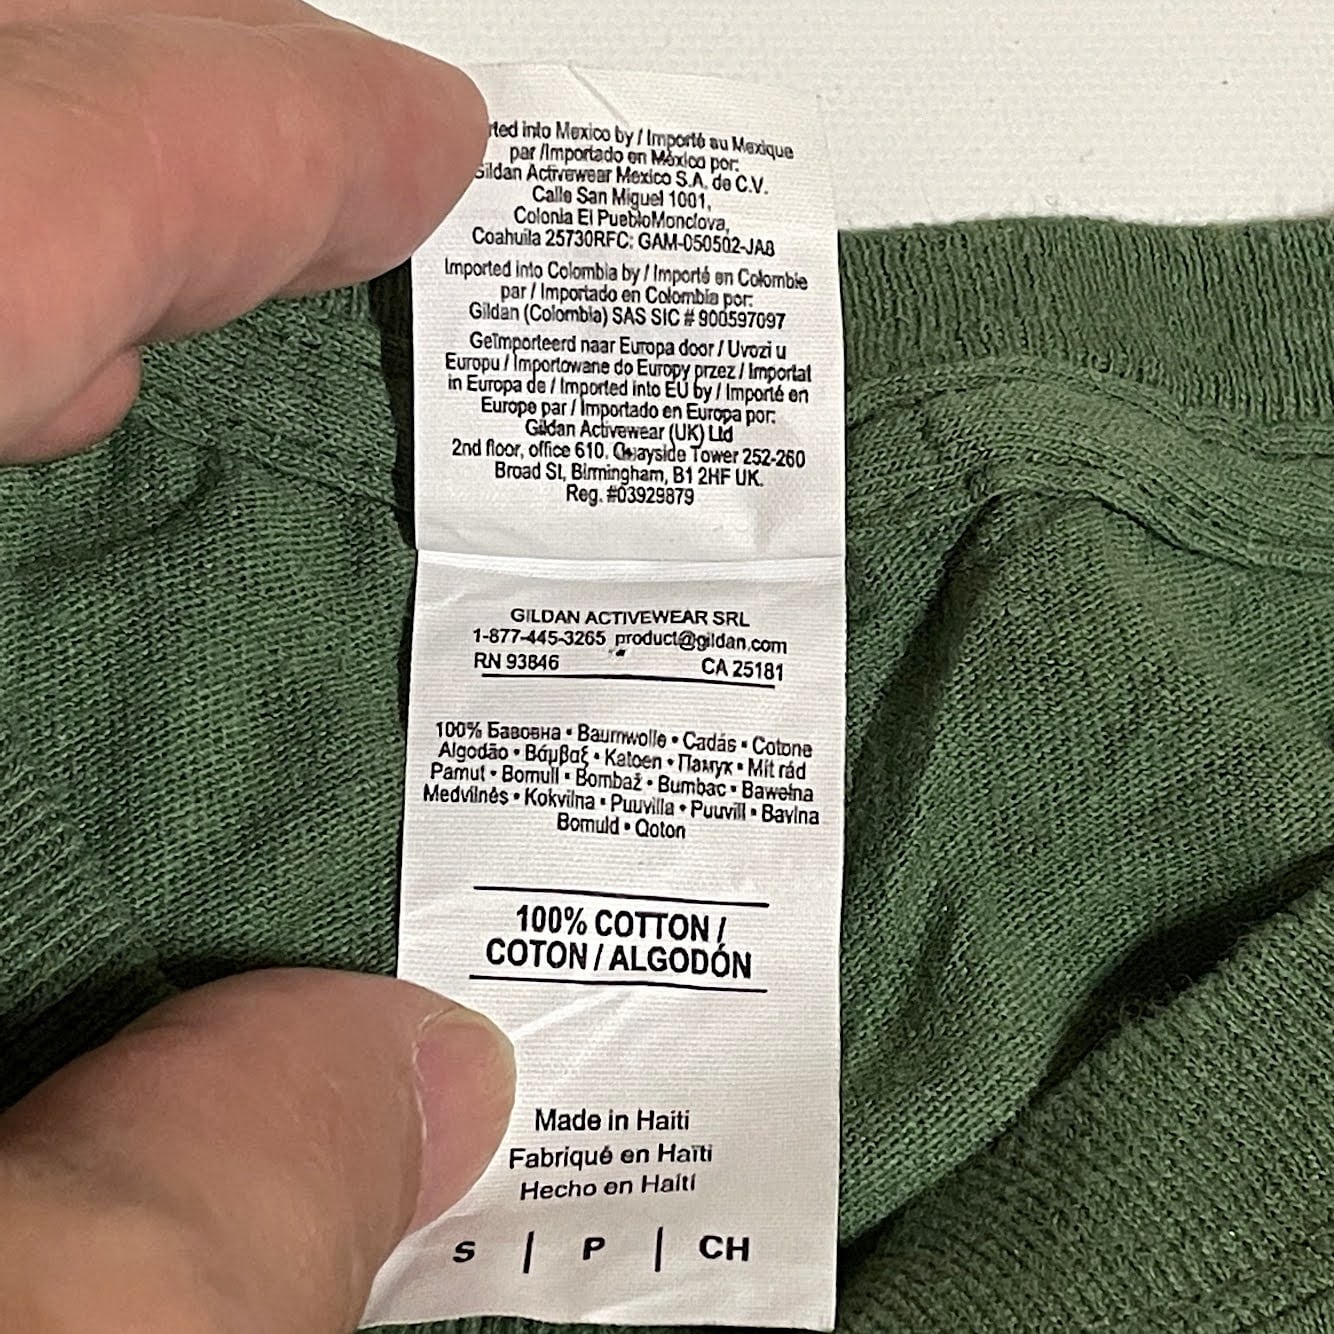 rted into Mexico by / Importé au Mexique
par /Importado en México por:
Gildan Activewear Mexico S.A. de C.V.
Calle San Miguel 1001,
Colonia El PuebloMonclova,
Coahuila 25730RFC: GAM-050502-JA8
Imported into Colombia by / Importé en Colombie
par / Importado en Colombia por:
Gildan (Colombia) SAS SIC # 900597097
Geïmporteerd naar Europa door / Uvozi u
Europu / Importowane do Europy przez / Importat
in Europa de / Imported into EU by / Importé en
Europe par / Importado en Europa por:
Gildan Activewear (UK) Ltd
2nd floor, office 610. Quayside Tower 252-260
Broad St, Birmingham, B1 2HF UK.
Reg. #03929879
GILDAN ACTIVEWEAR SRL
1-877-445-3265 product@gildan.com
RN 93846 CA 25181
100% Бавовна • Baumwolle • Cadás • Cotone
Algodão • Βάμβαξ • Katoen • Памук • Mit rád
Pamut • Bomull • Bombaž • Bumbac • Bawełna
Medvilnės • Kokvilna • Puuvilla • Puuvill • Bavlna
Bomuld • Qoton
100% COTTON /
COTON / ALGODÓN
Made in Haiti
Fabriqué en Haïti
Hecho en Haití
S | P | CH